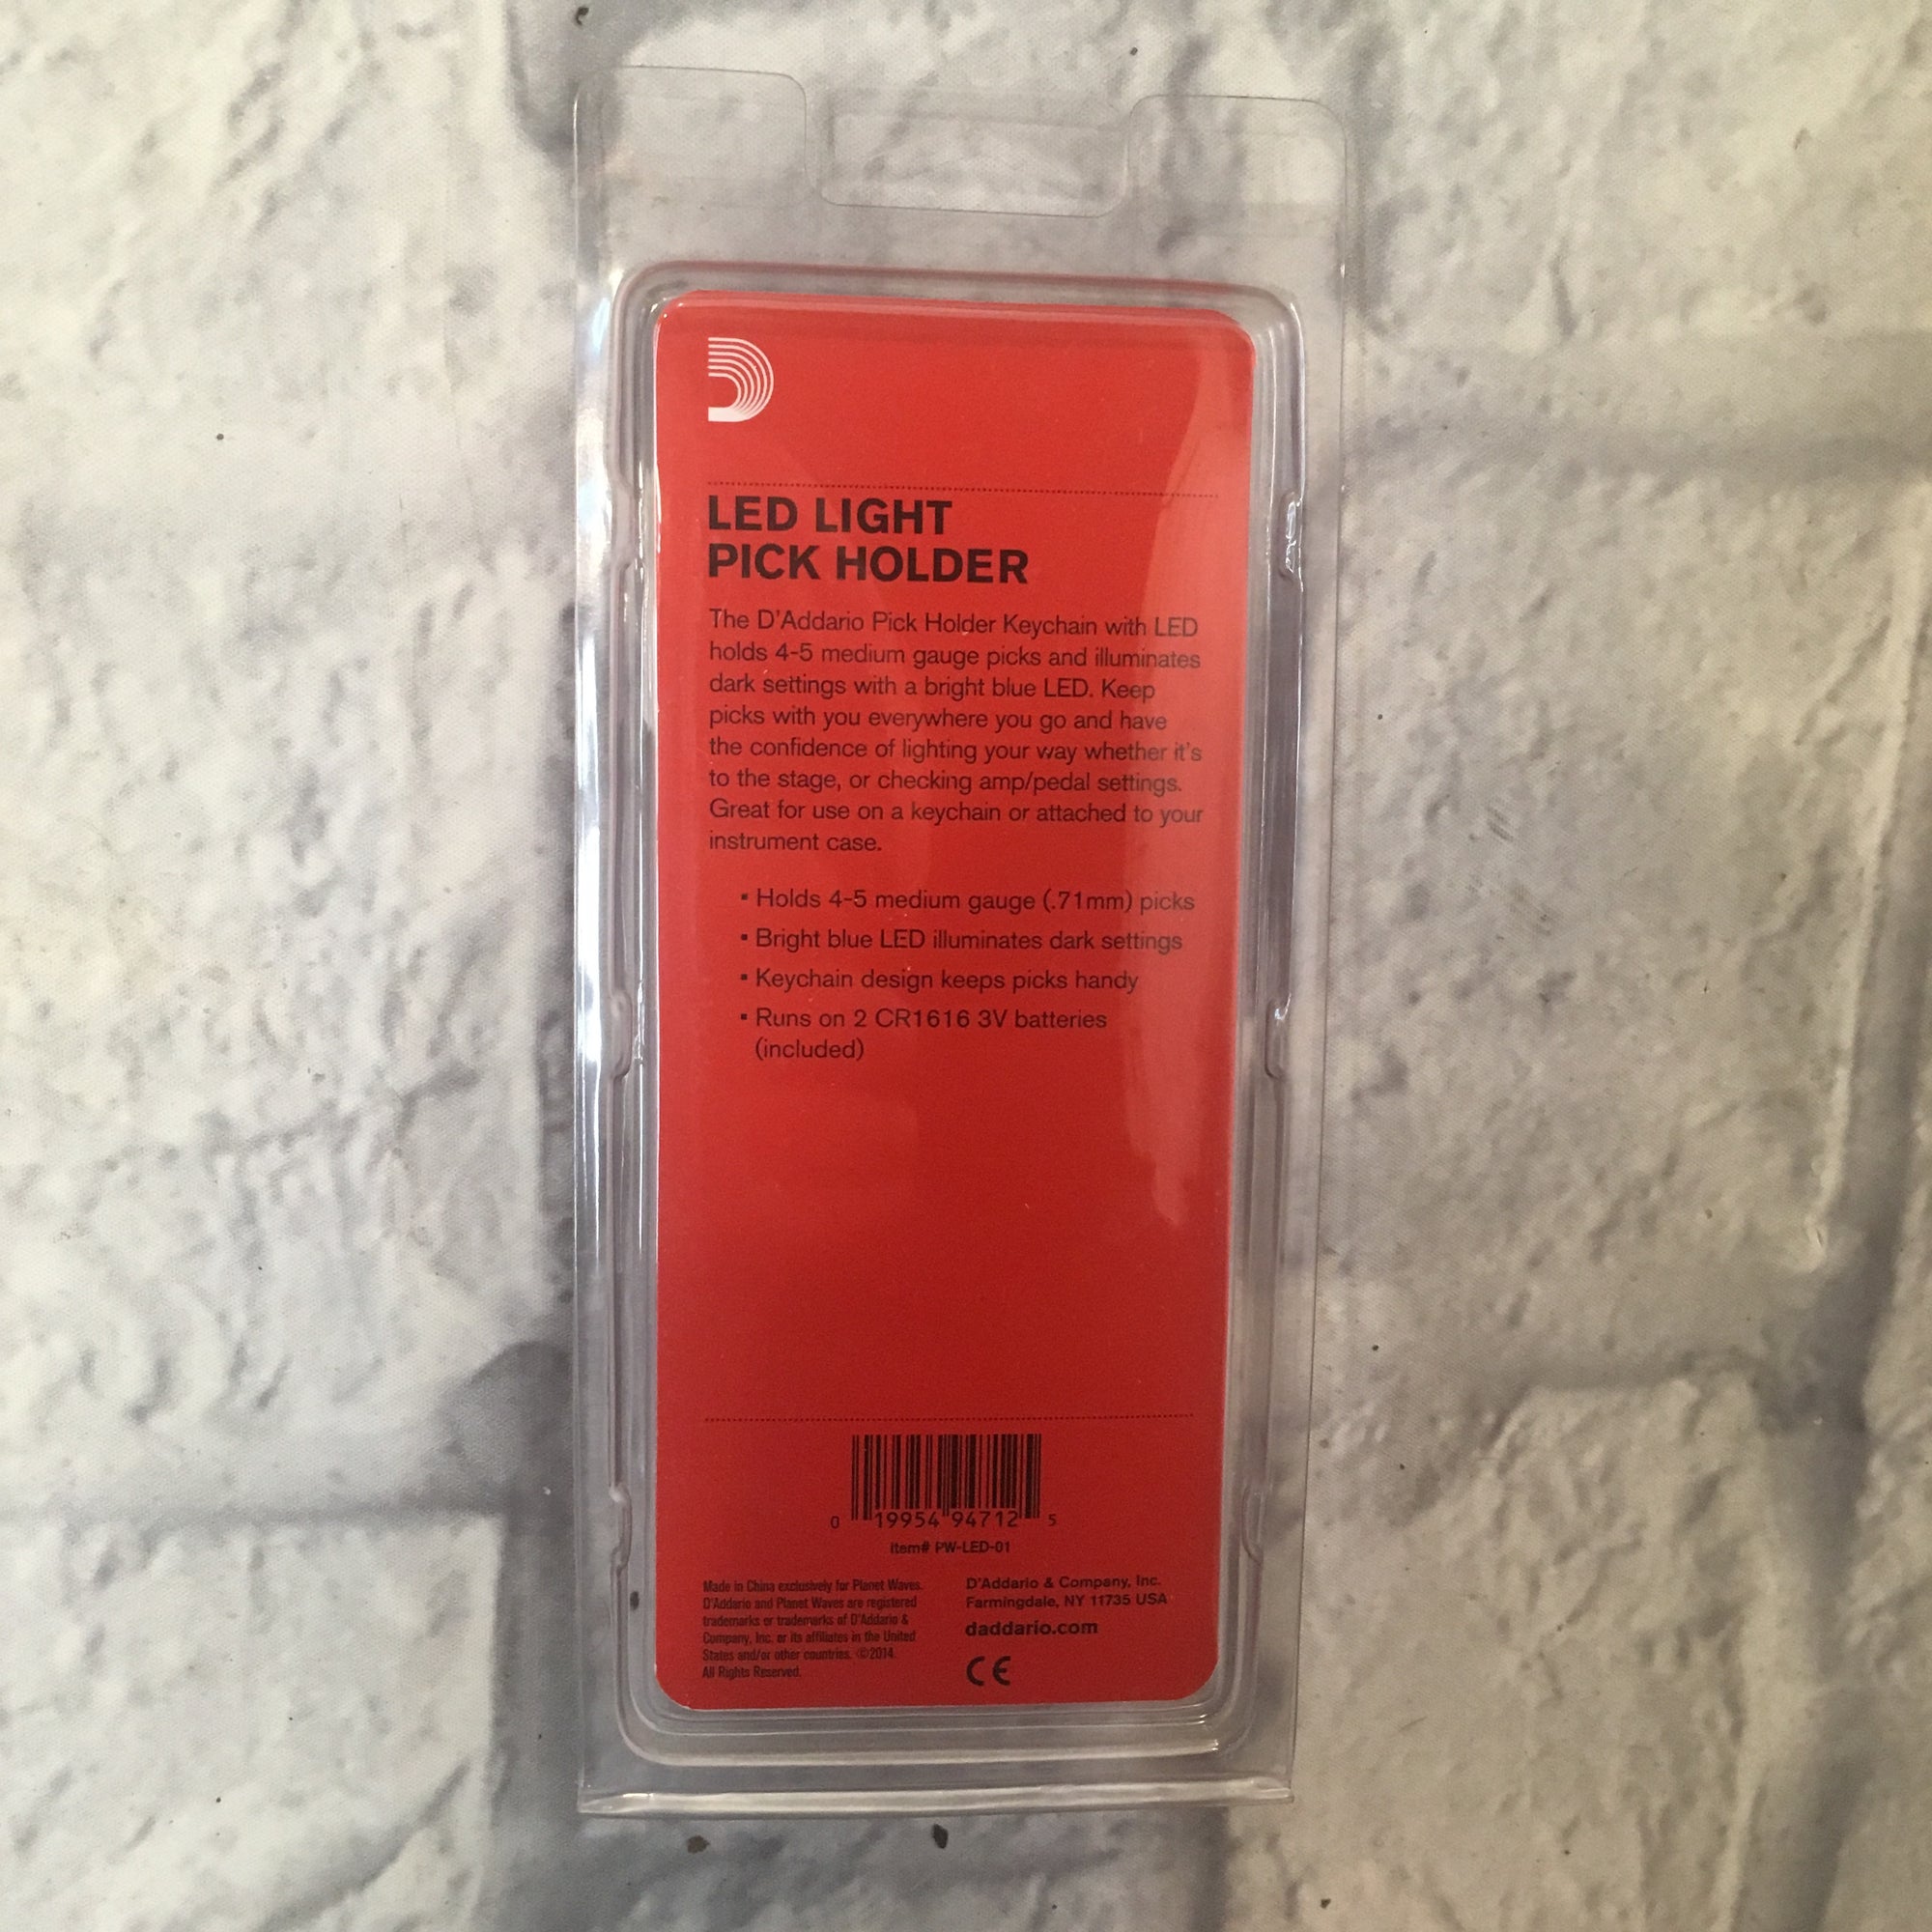 LED LIGHT
PICK HOLDER
The D'Addario Pick Holder Keychain with LED
holds 4-5 medium gauge picks and illuminates
dark settings with a bright blue LED. Keep
picks with you everywhere you go and have
the confidence of lighting your way whether it's
to the stage, or checking amp/pedal settings.
Great for use on a keychain or attached to your
instrument case.
▪ Holds 4-5 medium gauge (.71mm) picks
▪ Bright blue LED illuminates dark settings
▪ Keychain design keeps picks handy
▪ Runs on 2 CR1616 3V batteries
(included)
0 19954 94712 5
Item# PW-LED-01
Made in China exclusively for Planet Waves.
D'Addario and Planet Waves are registered
trademarks or trademarks of D'Addario &
Company, Inc. or its affiliates in the United
States and/or other countries. ©2014.
All Rights Reserved.
D'Addario & Company, Inc.
Farmingdale, NY 11735 USA
daddario.com
CE